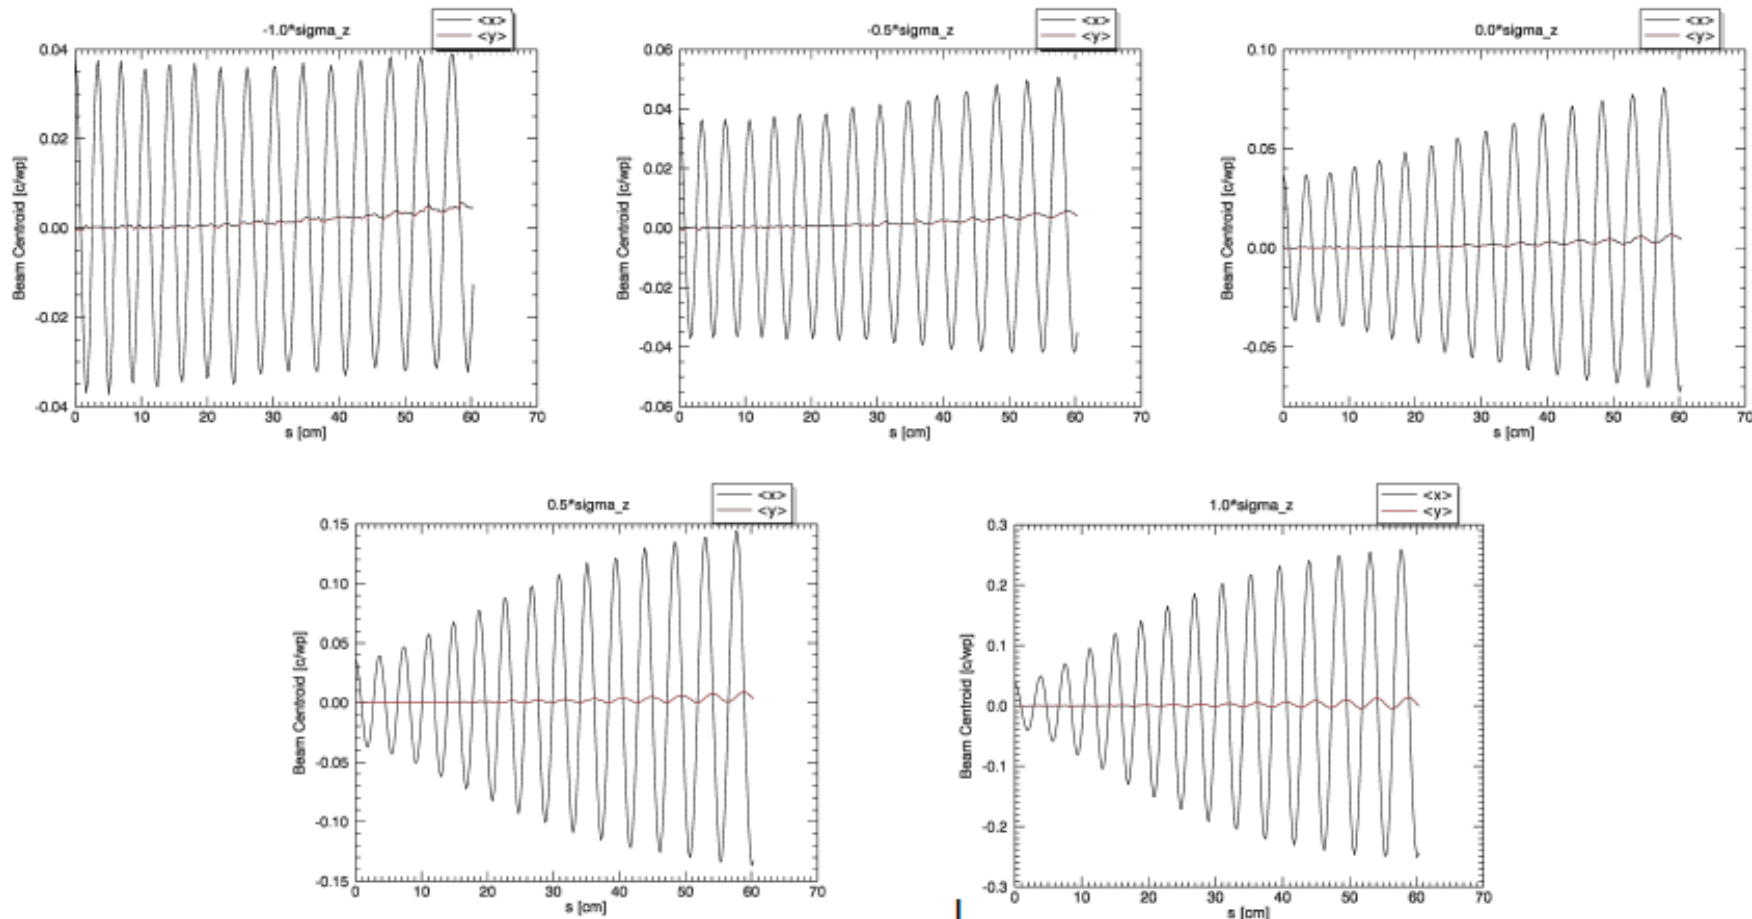 -1.0*sigma_z
<x>
<y>
0.04
0.02
0.00
-0.02
-0.04
Beam Centroid [c/wp]
0 10 20 30 40 50 60 70
s [cm]
-0.5*sigma_z
<x>
<y>
0.06
0.04
0.02
0.00
-0.02
-0.04
-0.06
Beam Centroid [c/wp]
0 10 20 30 40 50 60 70
s [cm]
0.0*sigma_z
<x>
<y>
0.10
0.05
0.00
-0.05
Beam Centroid [c/wp]
0 10 20 30 40 50 60 70
s [cm]
0.5*sigma_z
<x>
<y>
0.15
0.10
0.05
0.00
-0.05
-0.10
-0.15
Beam Centroid [c/wp]
0 10 20 30 40 50 60 70
s [cm]
1.0*sigma_z
<x>
<y>
0.3
0.2
0.1
0.0
-0.1
-0.2
-0.3
Beam Centroid [c/wp]
0 10 20 30 40 50 60 70
s [cm]